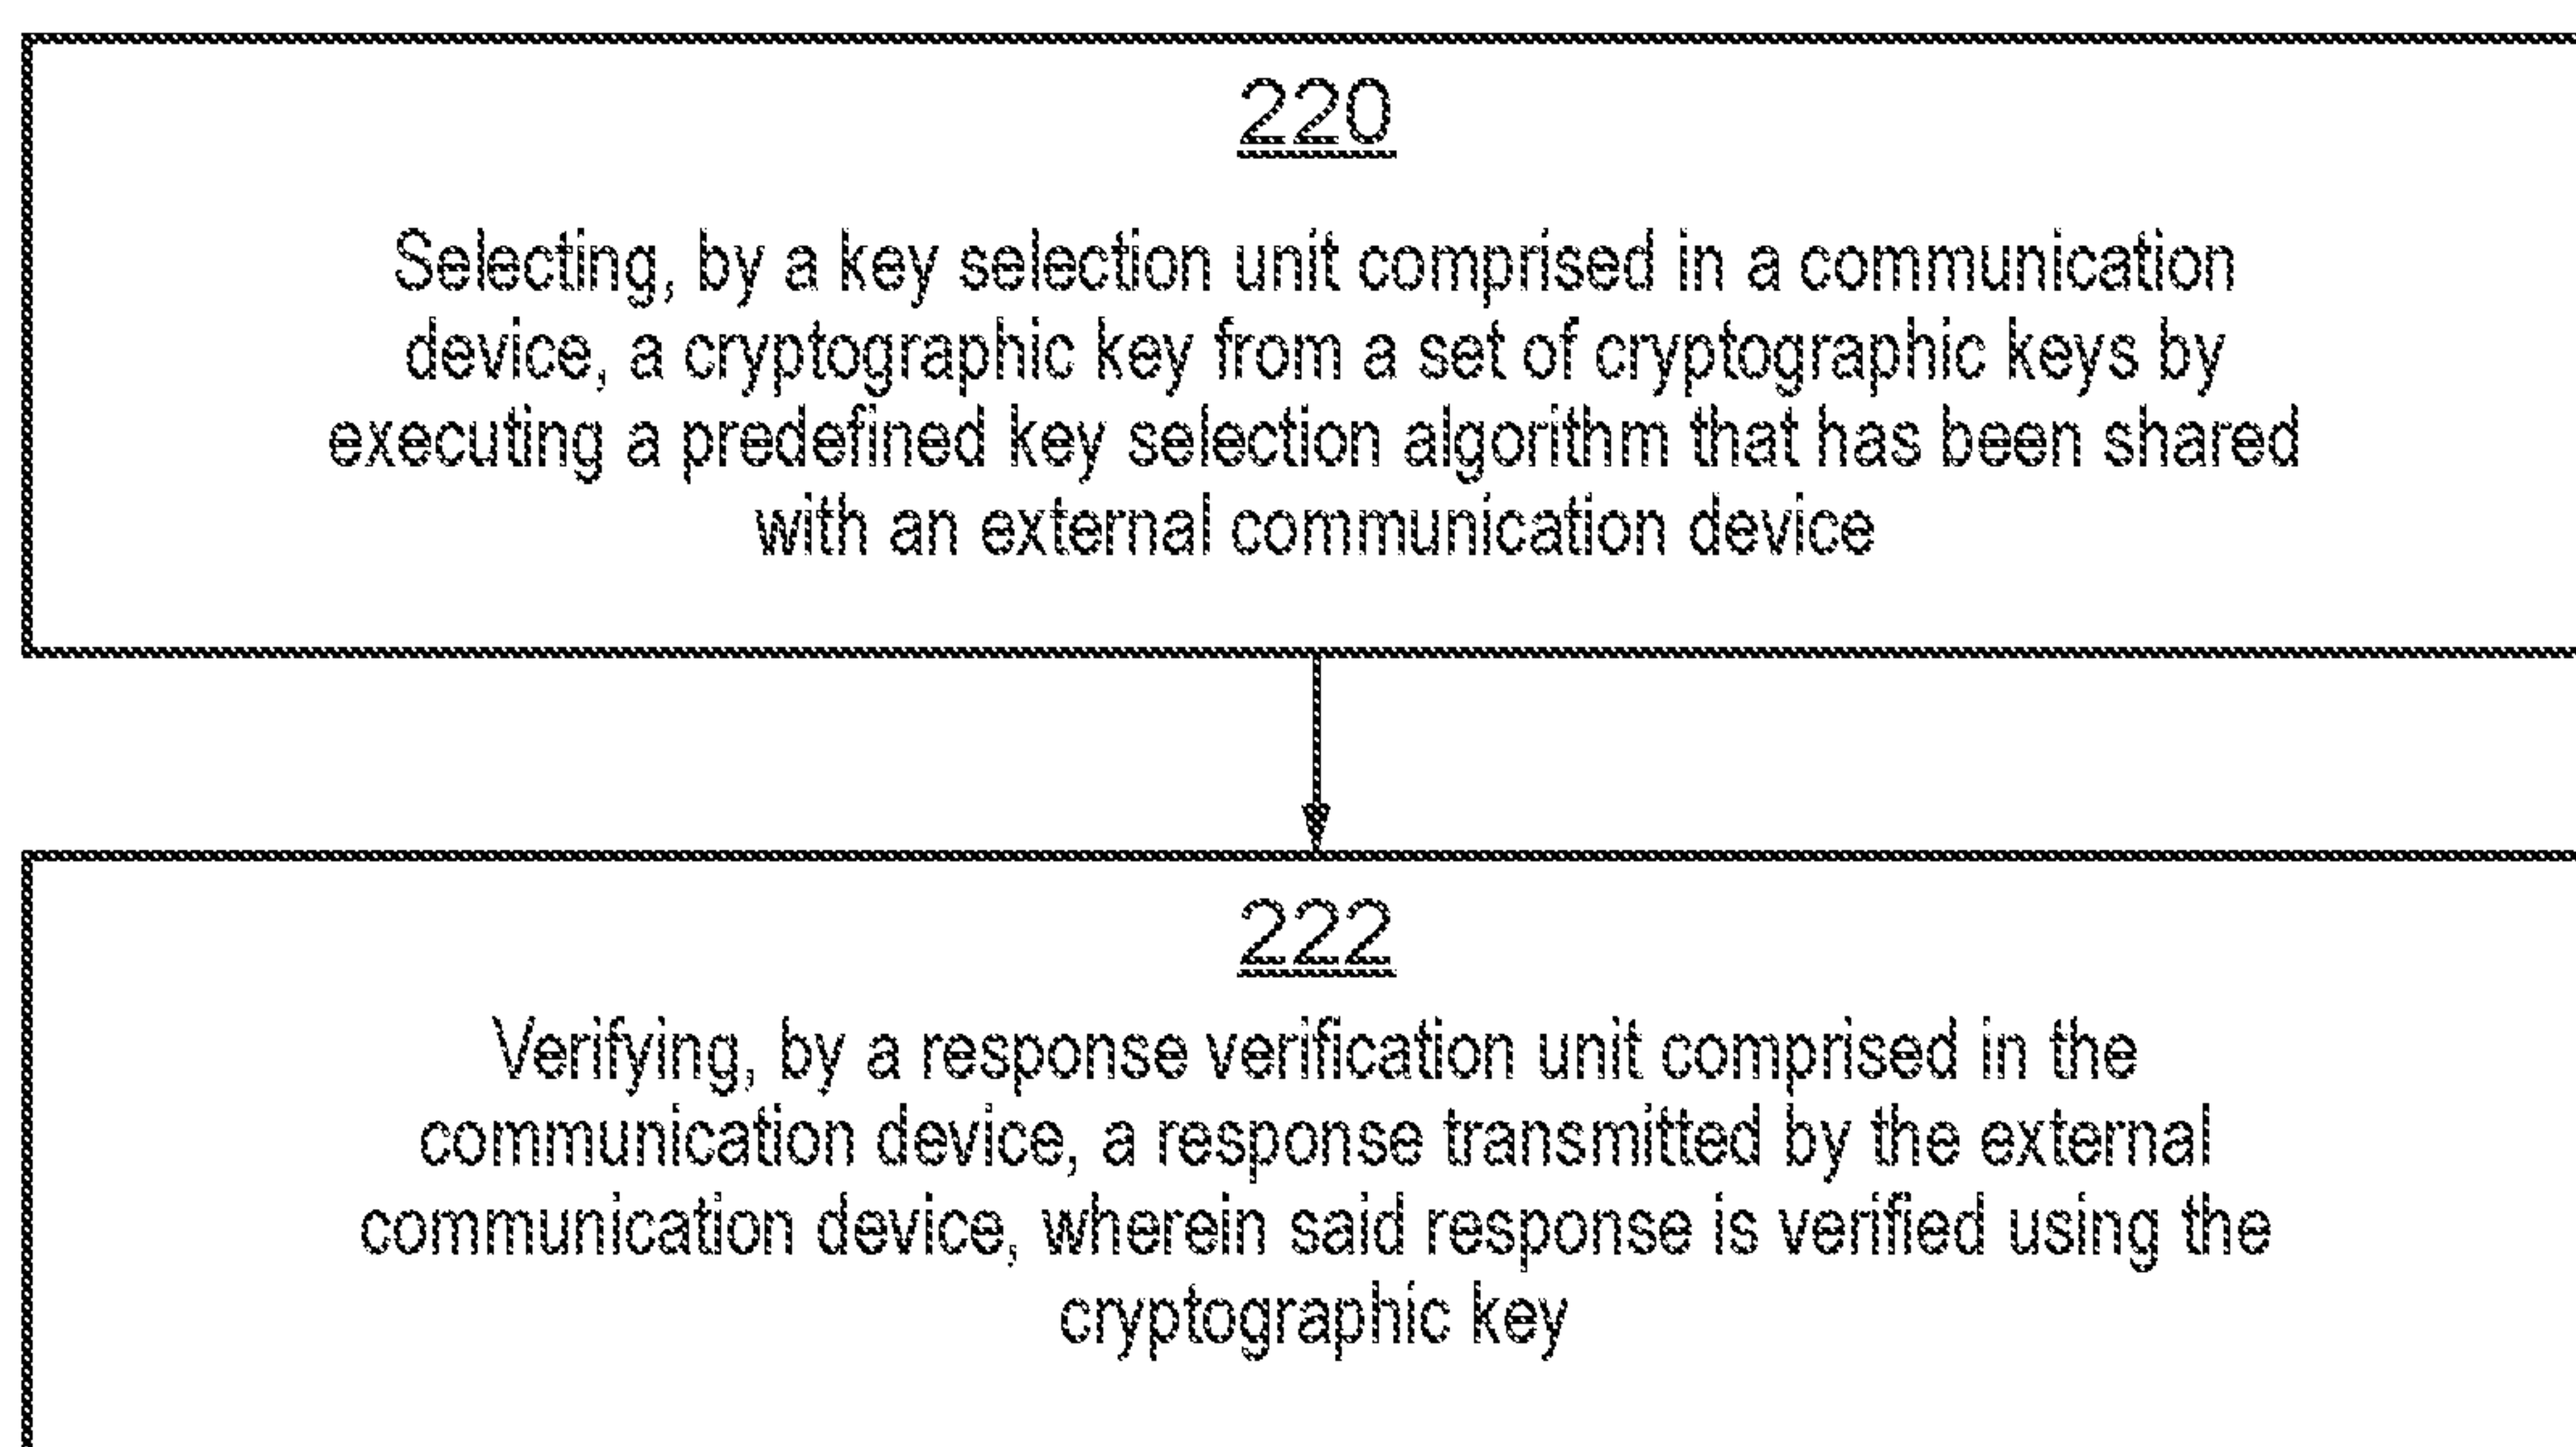 220
Selecting, by a key selection unit comprised in a communication
device, a cryptographic key from a set of cryptographic keys by
executing a predefined key selection algorithm that has been shared
with an external communication device
222
Verifying, by a response verification unit comprised in the
communication device, a response transmitted by the external
communication device, wherein said response is verified using the
cryptographic key